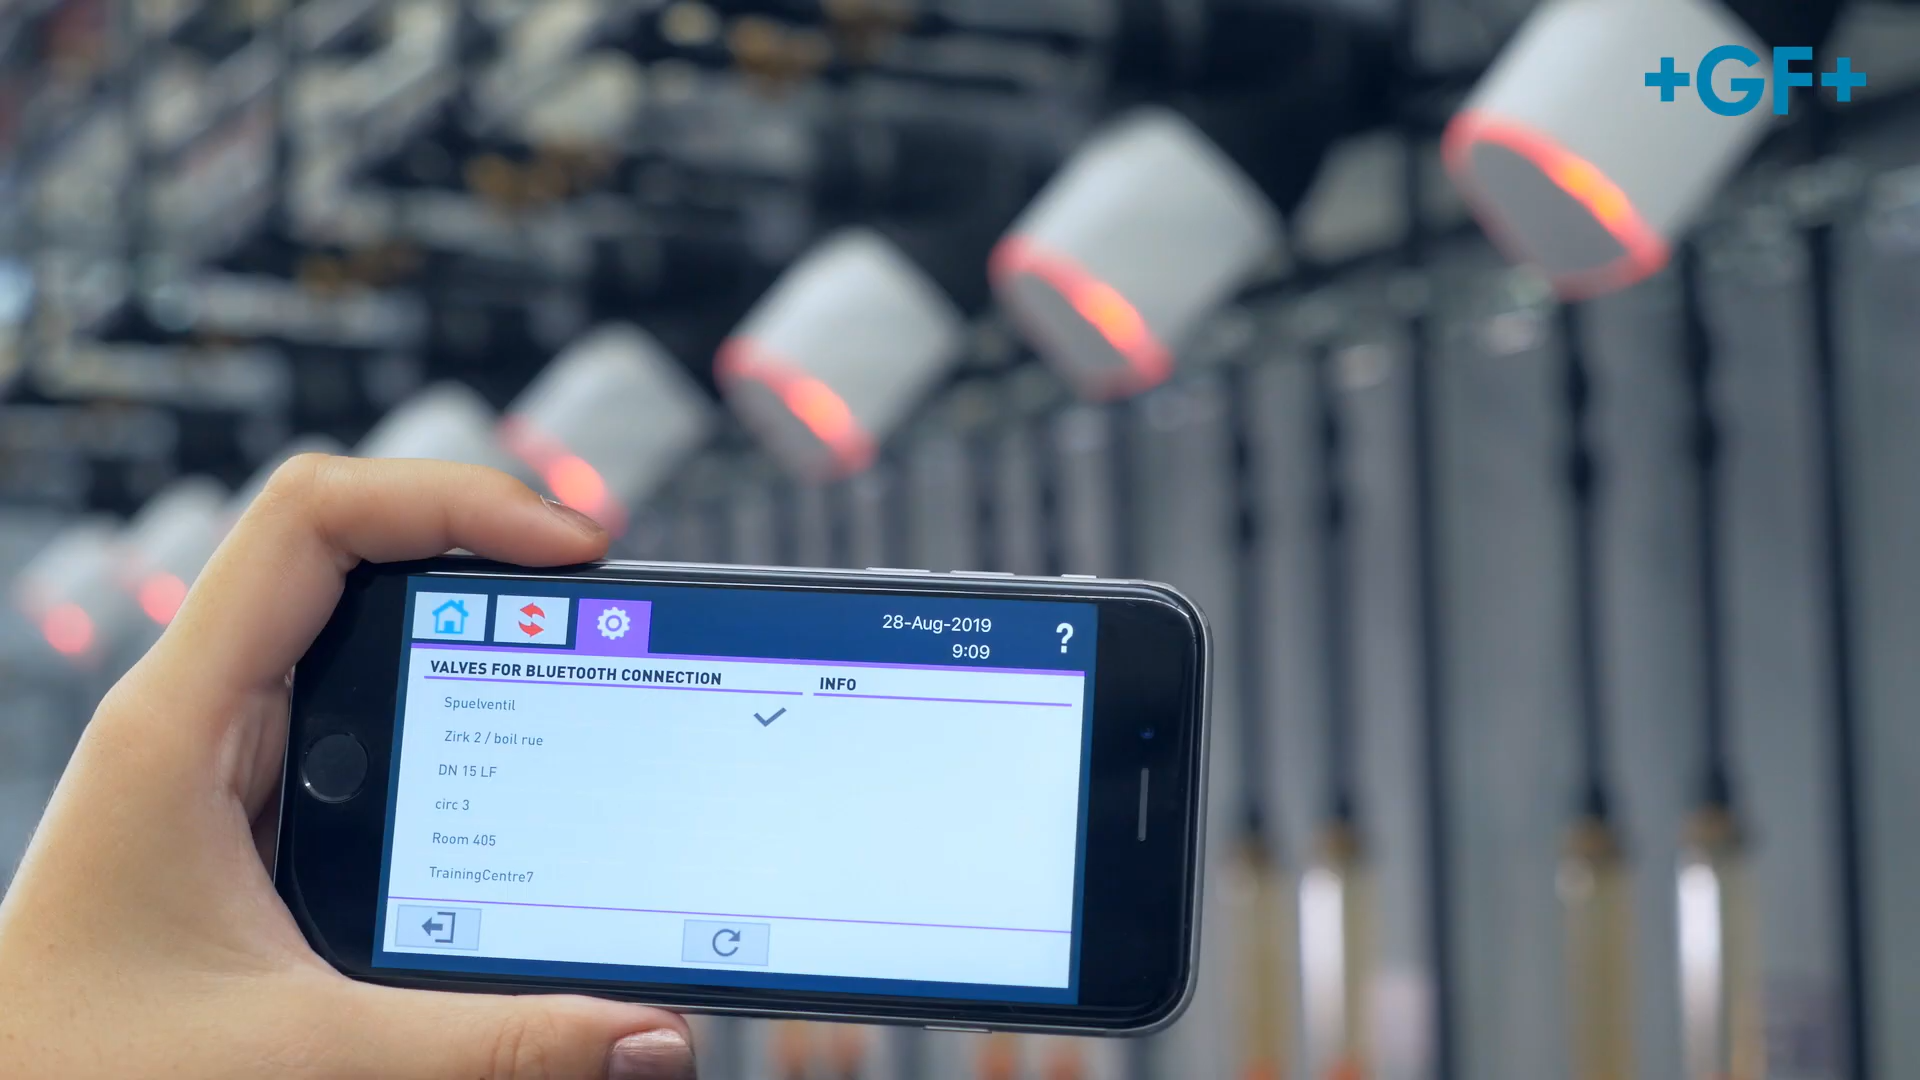 +GF+
28-Aug-2019
9:09
?
VALVES FOR BLUETOOTH CONNECTION
INFO
Spuelventil
Zirk 2 / boil rue
DN 15 LF
circ 3
Room 405
TrainingCentre7